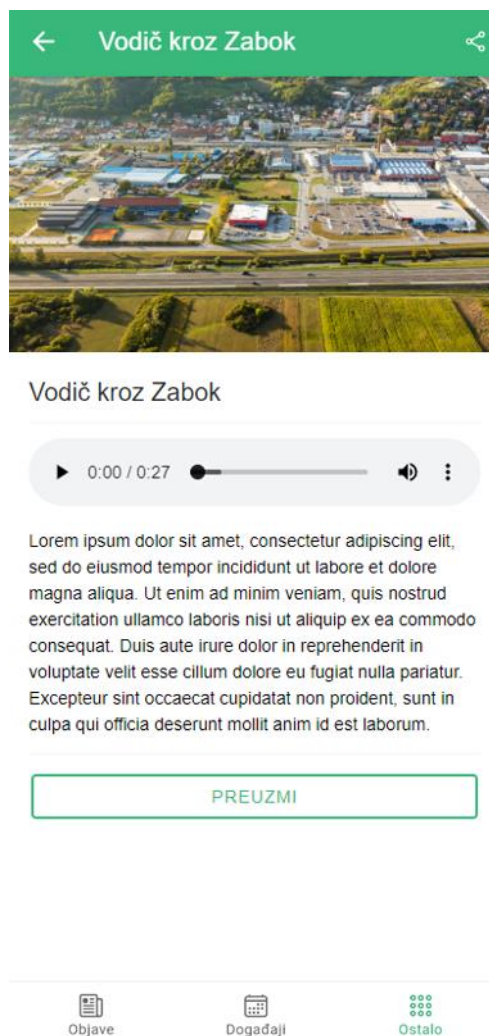 Vodič kroz Zabok
Vodič kroz Zabok
0:00 / 0:27
Lorem ipsum dolor sit amet, consectetur adipiscing elit,
sed do eiusmod tempor incididunt ut labore et dolore
magna aliqua. Ut enim ad minim veniam, quis nostrud
exercitation ullamco laboris nisi ut aliquip ex ea commodo
consequat. Duis aute irure dolor in reprehenderit in
voluptate velit esse cillum dolore eu fugiat nulla pariatur.
Excepteur sint occaecat cupidatat non proident, sunt in
culpa qui officia deserunt mollit anim id est laborum.
PREUZMI
Objave Događaji Ostalo